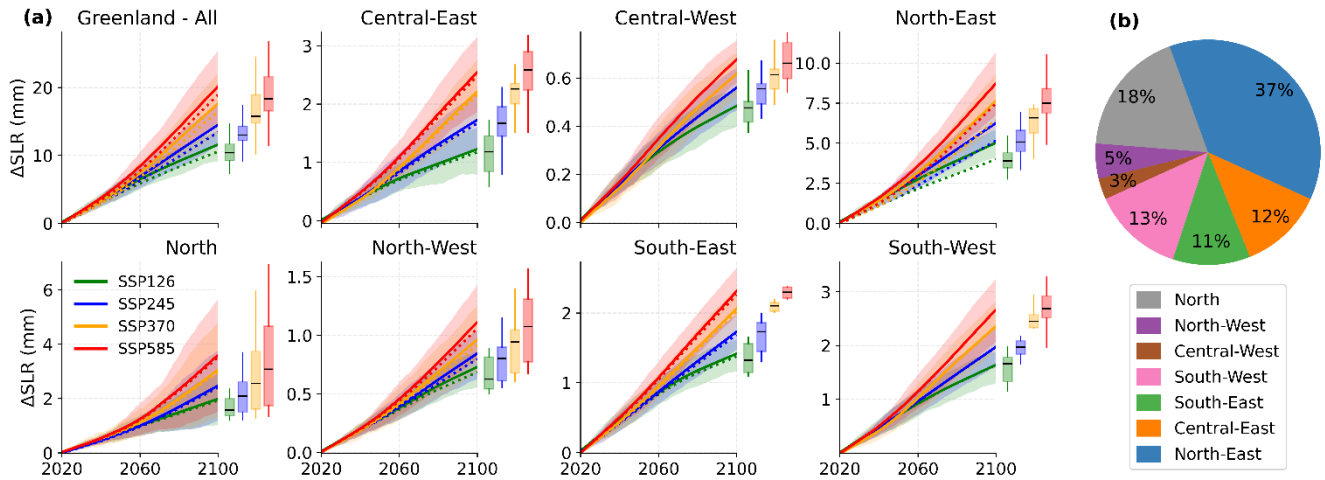 (a)
Greenland - All
Central-East
Central-West
North-East
(b)
ΔSLR (mm)
20
10
0
3
2
1
0
0.6
0.4
0.2
0.0
10.0
7.5
5.0
2.5
0.0
37%
18%
5%
3%
13%
11%
12%
North
North-West
South-East
South-West
ΔSLR (mm)
6
4
2
0
SSP126
SSP245
SSP370
SSP585
1.5
1.0
0.5
0.0
2
1
0
3
2
1
2020
2060
2100
2020
2060
2100
2020
2060
2100
2020
2060
2100
North
North-West
Central-West
South-West
South-East
Central-East
North-East